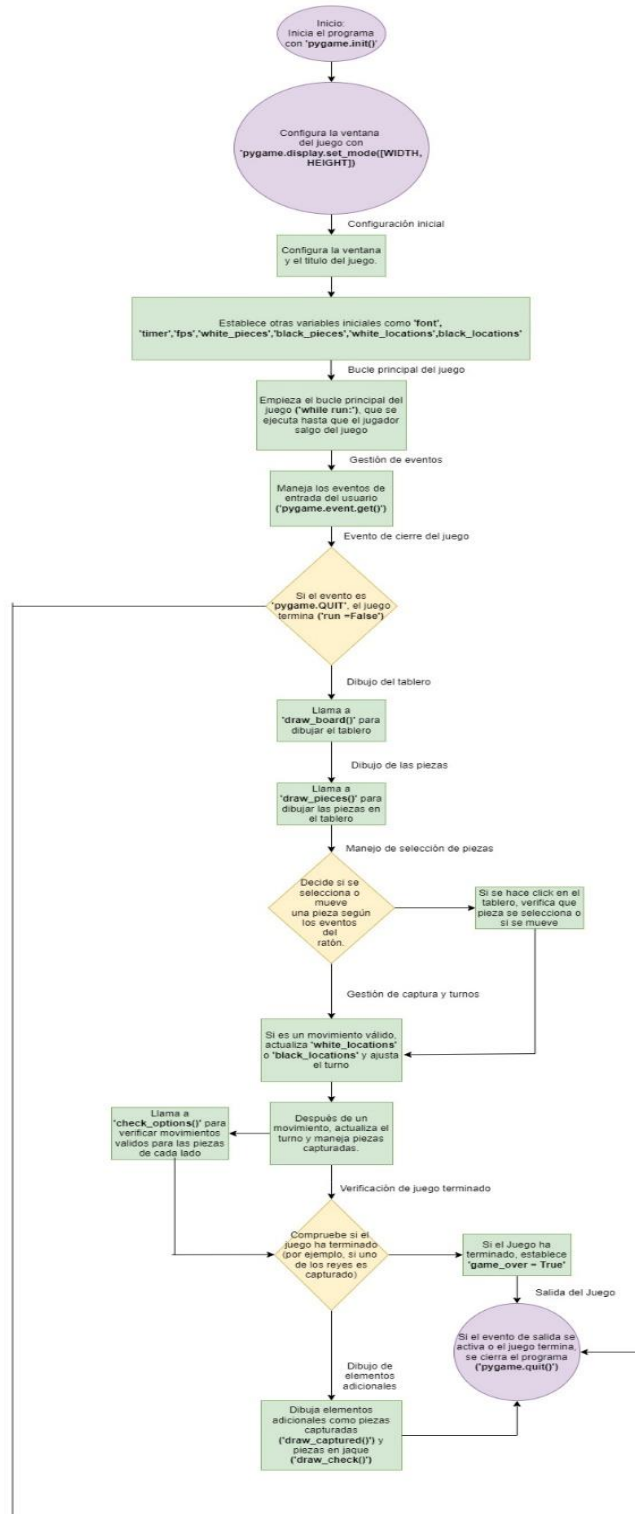 Inicio:
Inicia el programa
con 'pygame.init()'
Configura la ventana
del juego con
'pygame.display.set_mode([WIDTH,
HEIGHT])
Configuración inicial
Configura la ventana
y el titulo del juego.
Establece otras variables iniciales como 'font',
'timer','fps','white_pieces','black_pieces','white_locations',black_locations'
Bucle principal del juego
Empieza el bucle principal del
juego ('while run:'), que se
ejecuta hasta que el jugador
salgo del juego
Gestión de eventos
Maneja los eventos de
entrada del usuario
('pygame.event.get()')
Evento de cierre del juego
Si el evento es
'pygame.QUIT', el juego
termina ('run =False')
Dibujo del tablero
Llama a
'draw_board()' para
dibujar el tablero
Dibujo de las piezas
Llama a
'draw_pieces()' para
dibujar las piezas en
el tablero
Manejo de selección de piezas
Decide si se
selecciona o
mueve
una pieza según
los eventos
del
ratón.
Si se hace click en el
tablero, verifica que
pieza se selecciona o
si se mueve
Gestión de captura y turnos
Si es un movimiento válido,
actualiza 'white_locations'
o 'black_locations' y ajusta
el turno
Llama a
'check_options()' para
verificar movimientos
validos para las piezas
de cada lado
Después de un
movimiento, actualiza el
turno y maneja piezas
capturadas.
Verificación de juego terminado
Compruebe si el
juego ha terminado
(por ejemplo, si uno
de los reyes es
capturado)
Si el Juego ha
terminado, establece
'game_over = True'
Salida del Juego
Si el evento de salida se
activa o el juego termina,
se cierra el programa
('pygame.quit()')
Dibujo de
elementos
adicionales
Dibuja elementos
adicionales como piezas
capturadas
('draw_captured()') y
piezas en jaque
('draw_check()')